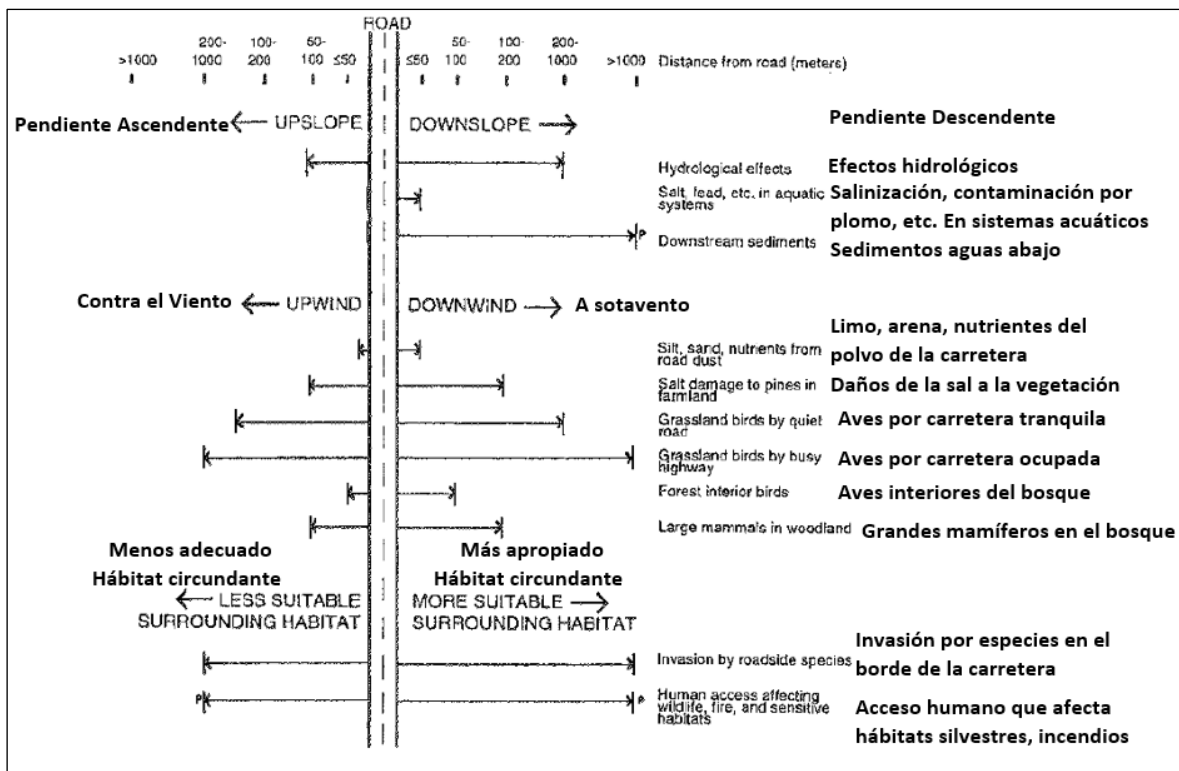 ROAD
200- 100- 50- 50- 100- 200-
>1000 1000 200 100 ≤50 ≤50 100 200 1000 >1000 Distance from road (meters)
Pendiente Ascendente ← UPSLOPE DOWNSLOPE → Pendiente Descendente
Hydrological effects Efectos hidrológicos
Salt, lead, etc. in aquatic
systems
Salinización, contaminación por
plomo, etc. En sistemas acuáticos
P Downstream sediments Sedimentos aguas abajo
Contra el Viento ← UPWIND DOWNWIND → A sotavento
Silt, sand, nutrients from
road dust
Limo, arena, nutrientes del
polvo de la carretera
Salt damage to pines in
farmland
Daños de la sal a la vegetación
Grassland birds by quiet
road
Aves por carretera tranquila
Grassland birds by busy
highway
Aves por carretera ocupada
Forest interior birds Aves interiores del bosque
Large mammals in woodland Grandes mamíferos en el bosque
Menos adecuado
Hábitat circundante
← LESS SUITABLE
SURROUNDING HABITAT
Más apropiado
Hábitat circundante
MORE SUITABLE →
SURROUNDING HABITAT
Invasion by roadside species
Invasión por especies en el
borde de la carretera
P P Human access affecting
wildlife, fire, and sensitive
habitats
Acceso humano que afecta
hábitats silvestres, incendios